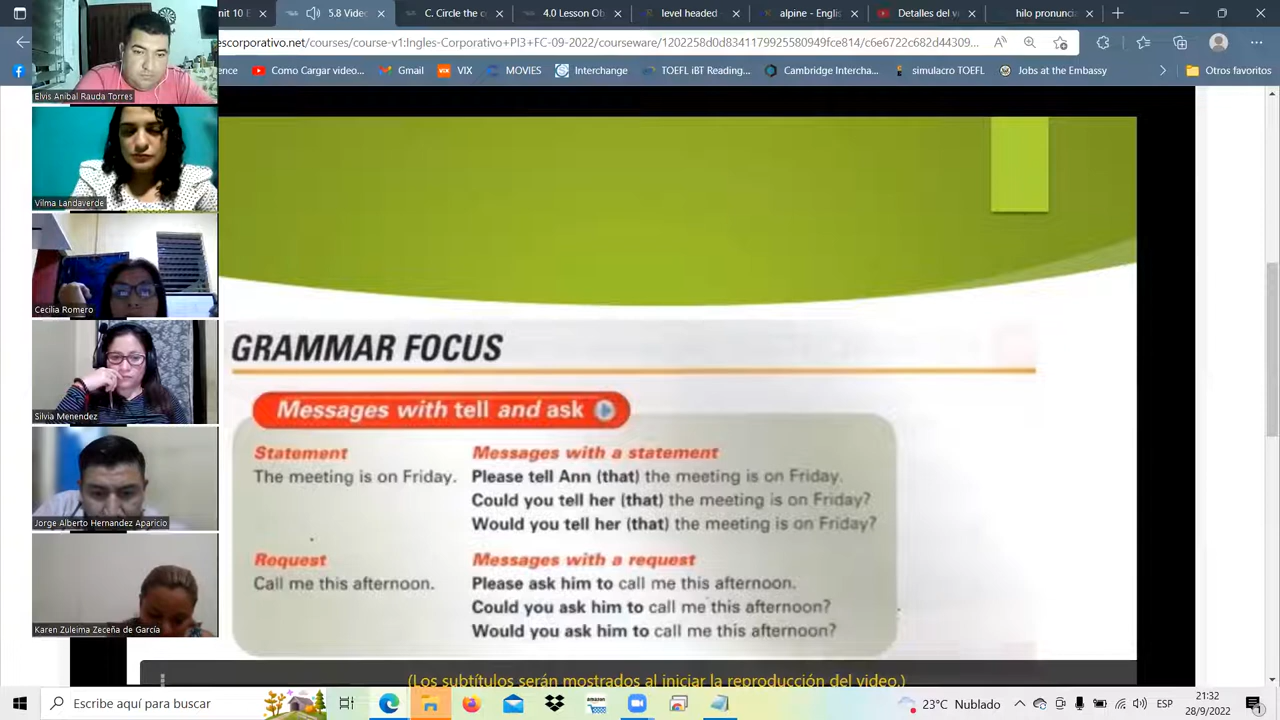 nit 10 E
5.8 Video
C. Circle the c
4.0 Lesson Ob
level headed
alpine - Englis
Detalles del va
hilo pronuncia
escorporativo.net/courses/course-v1:Ingles-Corporativo+PI3+FC-09-2022/courseware/1202258d0d8341179925580949fce814/c6e6722c682d44309...
ence
Como Cargar video...
Gmail
VIX
MOVIES
Interchange
TOEFL iBT Reading...
Cambridge Intercha...
simulacro TOEFL
Jobs at the Embassy
Otros favoritos
Elvis Anibal Rauda Torres
Vilma Landaverde
Cecilia Romero
Silvia Menendez
Jorge Alberto Hernandez Aparicio
Karen Zuleima Zeceña de García
GRAMMAR FOCUS
Messages with tell and ask
Statement
The meeting is on Friday.
Messages with a statement
Please tell Ann (that) the meeting is on Friday.
Could you tell her (that) the meeting is on Friday?
Would you tell her (that) the meeting is on Friday?
Request
Call me this afternoon.
Messages with a request
Please ask him to call me this afternoon.
Could you ask him to call me this afternoon?
Would you ask him to call me this afternoon?
(Los subtítulos serán mostrados al iniciar la reproducción del video.)
Escribe aquí para buscar
amazon
23°C Nublado
ESP
21:32
28/9/2022
1